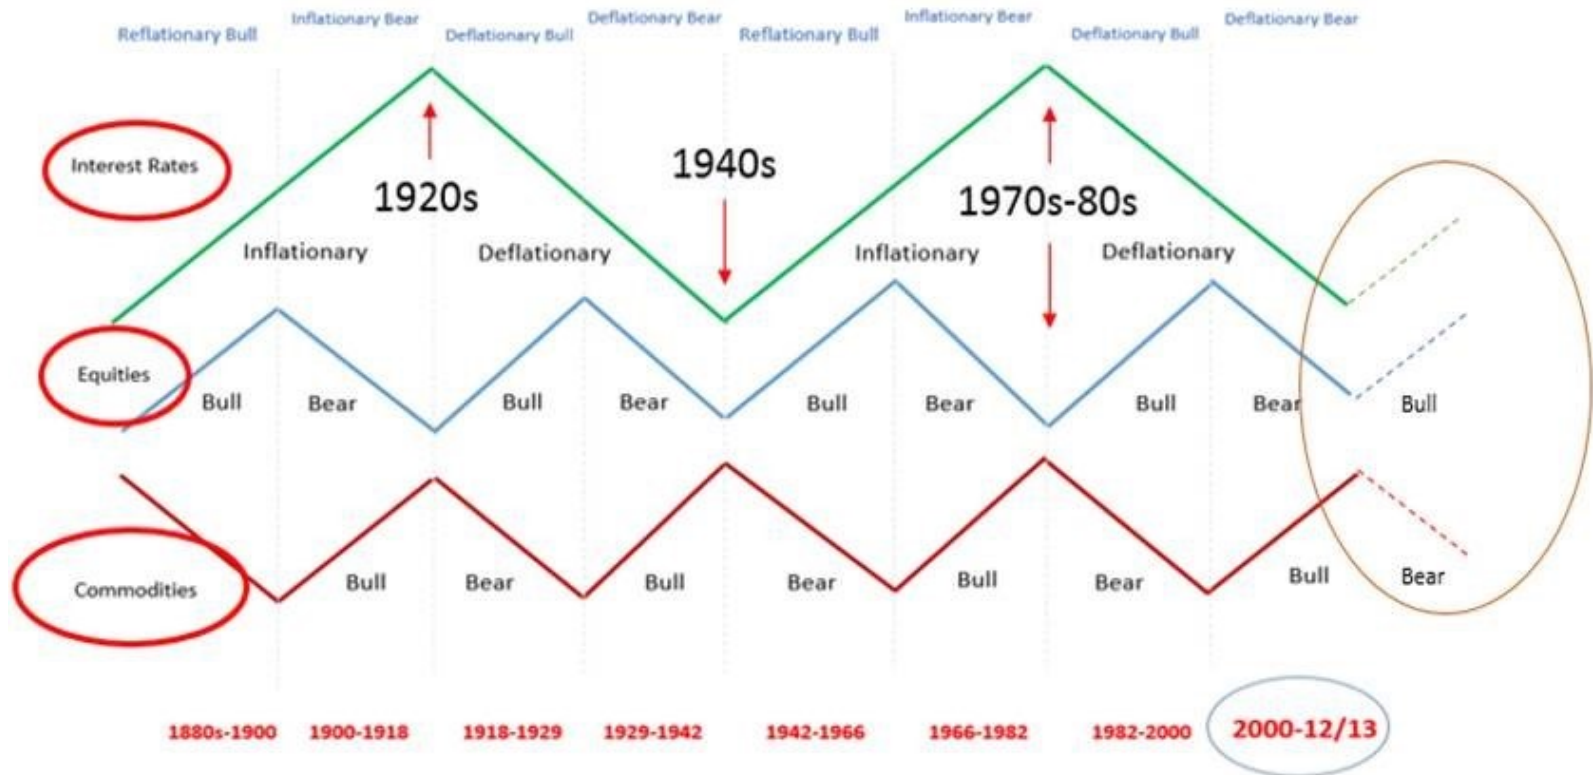 Reflationary Bull
Inflationary Bear
Deflationary Bull
Deflationary Bear
Reflationary Bull
Inflationary Bear
Deflationary Bull
Deflationary Bear
Interest Rates
1920s
1940s
1970s-80s
Inflationary
Deflationary
Inflationary
Deflationary
Equities
Bull
Bear
Bull
Bear
Bull
Bear
Bull
Bear
Bull
Commodities
Bull
Bear
Bull
Bear
Bull
Bear
Bull
Bear
1880s-1900
1900-1918
1918-1929
1929-1942
1942-1966
1966-1982
1982-2000
2000-12/13